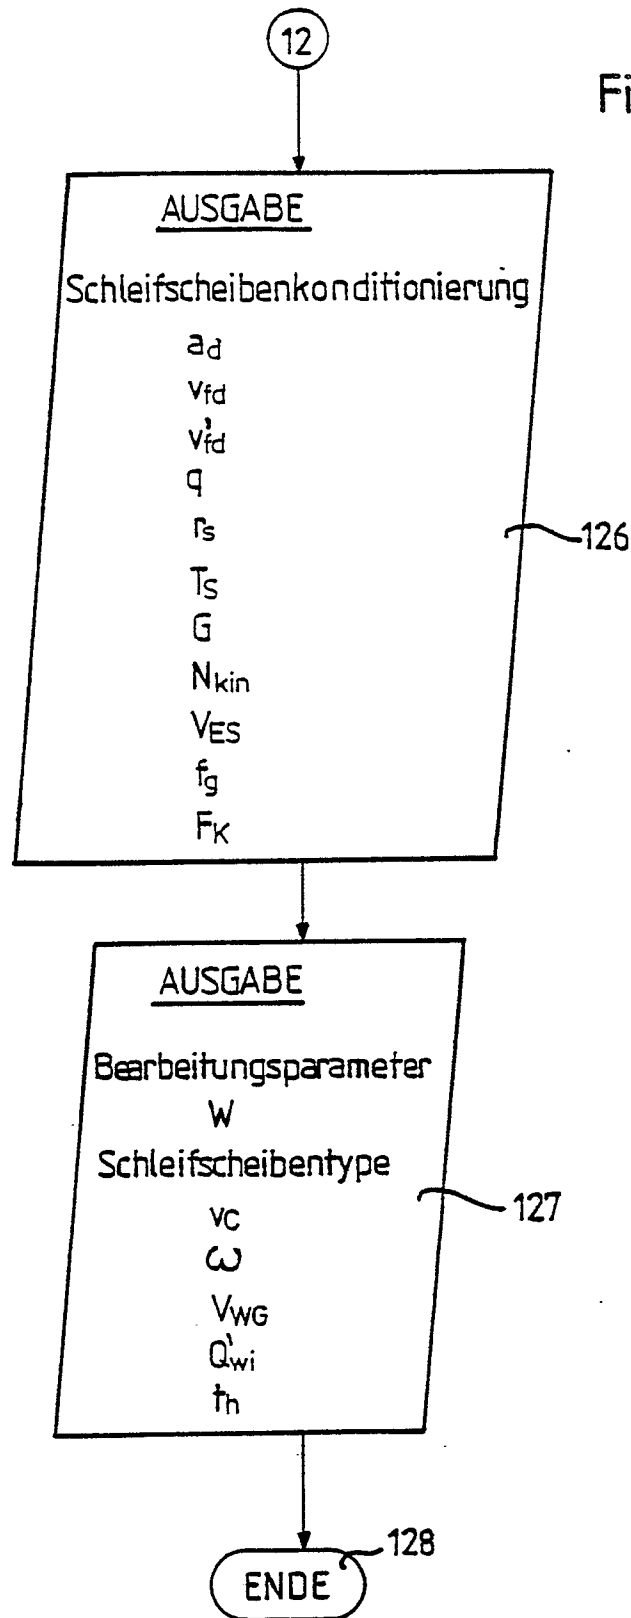 12
Fi
AUSGABE
Schleifscheibenkonditionierung
ad
vfd
v'fd
q
rs
Ts
G
Nkin
VES
fg
FK
126
AUSGABE
Bearbeitungsparameter
W
Schleifscheibentype
vc
ω
VWG
Q'wi
th
127
128
ENDE